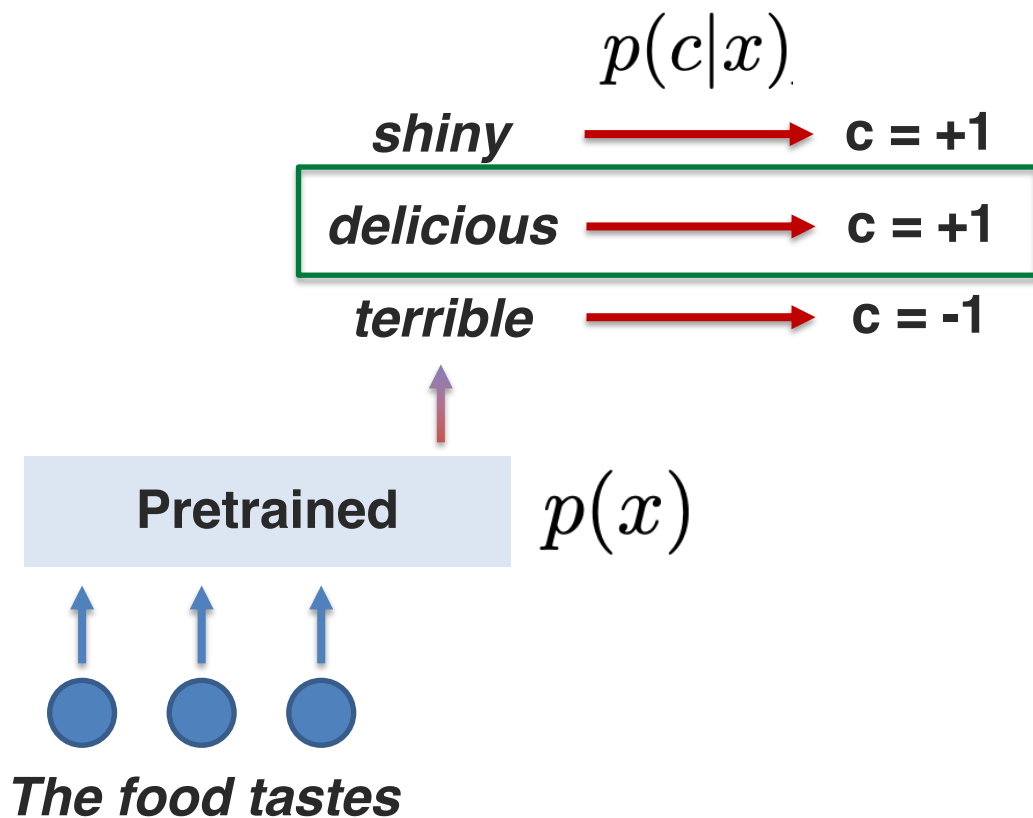 p(c|x)
shiny c = +1
delicious c = +1
terrible c = -1
Pretrained p(x)
The food tastes